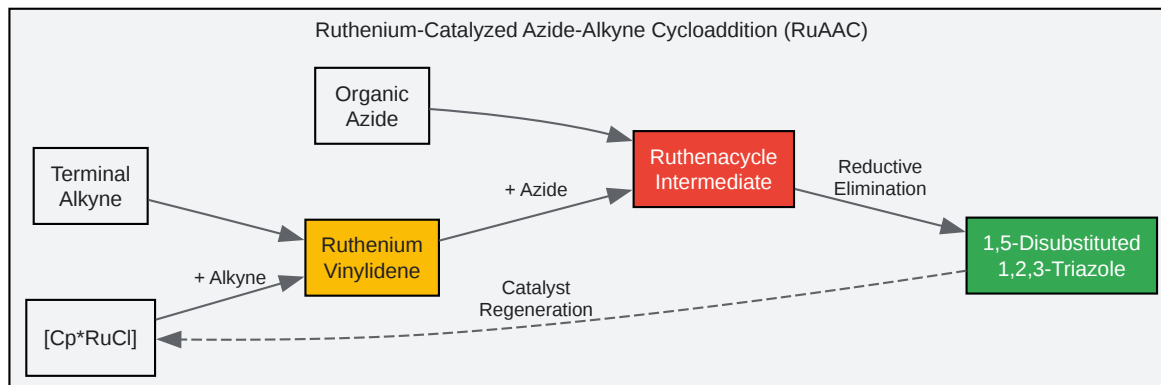 Ruthenium-Catalyzed Azide-Alkyne Cycloaddition (RuAAC)
Organic
Azide
Terminal
Alkyne
Ruthenacycle
Intermediate
Reductive
Elimination
+ Azide
Ruthenium
Vinylidene
1,5-Disubstituted
1,2,3-Triazole
+ Alkyne
Catalyst
Regeneration
[Cp*RuCl]